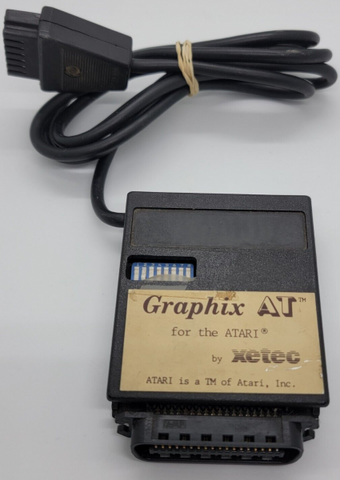 Graphix AT™
for the ATARI®
by xetec
ATARI is a TM of Atari, Inc.